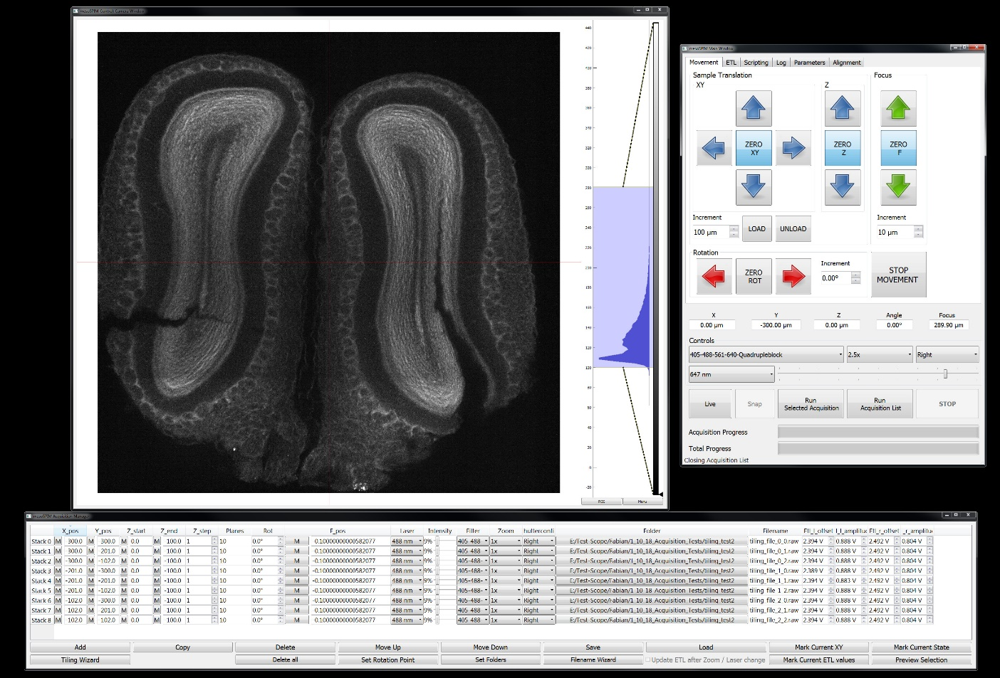 mesoSPIM Control Camera Window
440
420
400
380
360
340
320
300
280
260
240
220
200
180
160
140
120
100
80
60
40
20
0
-20
ROI
Menu
mesoSPIM Main Window
Movement ETL Scripting Log Parameters Alignment
Sample Translation
XY
Z
Focus
ZERO
XY
ZERO
Z
ZERO
F
Increment
100 µm
LOAD
UNLOAD
Increment
10 µm
Rotation
ZERO
ROT
Increment
0.00°
STOP
MOVEMENT
X Y Z Angle Focus
0.00 µm -300.00 µm 0.00 µm 0.00° 289.90 µm
Controls
405-488-561-640-Quadrupleblock 2.5x Right
647 nm
Live
Snap
Run
Selected Acquisition
Run
Acquisition List
STOP
Acquisition Progress
Total Progress
Closing Acquisition List
mesoSPIM Acquisition Manager
X_pos Y_pos Z_start Z_end Z_step Planes Rot F_pos Laser Intensity Filter Zoom hutterconfi Folder Filename Etl_l_offset l_l_amplituc Etl_r_offset _r_amplituc
Stack 0 M 300.0 M 300.0 M 0.0 M 100.0 1 10 0.0° M -0.10000000000582077 488 nm 9% 405-488- 1x Right E:/Test-Scope/Fabian/1_10_18_Acquisition_Tests/tiling_test2 tiling_file_0_0.raw 2.394 V 0.888 V 2.492 V 0.804 V
Stack 1 M 300.0 M 201.0 M 0.0 M 100.0 1 10 0.0° M -0.10000000000582077 488 nm 9% 405-488- 1x Right E:/Test-Scope/Fabian/1_10_18_Acquisition_Tests/tiling_test2 tiling_file_0_1.raw 2.394 V 0.888 V 2.492 V 0.804 V
Stack 2 M -300.0 M -102.0 M 0.0 M -100.0 1 10 0.0° M -0.10000000000582077 488 nm 9% 405-488- 1x Right E:/Test-Scope/Fabian/1_10_18_Acquisition_Tests/tiling_test2 tiling_file_0_2.raw 2.394 V 0.888 V 2.492 V 0.804 V
Stack 3 M -201.0 M -300.0 M 0.0 M -100.0 1 10 0.0° M -0.10000000000582077 488 nm 9% 405-488- 1x Right E:/Test-Scope/Fabian/1_10_18_Acquisition_Tests/tiling_test2 tiling_file_1_0.raw 2.389 V 0.888 V 2.492 V 0.804 V
Stack 4 M -201.0 M -201.0 M 0.0 M -100.0 1 10 0.0° M -0.10000000000582077 488 nm 9% 405-488- 1x Right E:/Test-Scope/Fabian/1_10_18_Acquisition_Tests/tiling_test2 tiling_file_1_1.raw 2.394 V 0.883 V 2.492 V 0.804 V
Stack 5 M -201.0 M -102.0 M 0.0 M -100.0 1 10 0.0° M -0.10000000000582077 488 nm 9% 405-488- 1x Right E:/Test-Scope/Fabian/1_10_18_Acquisition_Tests/tiling_test2 tiling_file_1_2.raw 2.394 V 0.888 V 2.492 V 0.804 V
Stack 6 M -102.0 M -300.0 M 0.0 M -100.0 1 10 0.0° M -0.10000000000582077 488 nm 9% 405-488- 1x Right E:/Test-Scope/Fabian/1_10_18_Acquisition_Tests/tiling_test2 tiling_file_2_0.raw 2.394 V 0.888 V 2.492 V 0.804 V
Stack 7 M 102.0 M 201.0 M 0.0 M 100.0 1 10 0.0° M -0.10000000000582077 488 nm 9% 405-488- 1x Right E:/Test-Scope/Fabian/1_10_18_Acquisition_Tests/tiling_test2 tiling_file_2_1.raw 2.394 V 0.888 V 2.492 V 0.804 V
Stack 8 M 102.0 M 102.0 M 0.0 M 100.0 1 10 0.0° M -0.10000000000582077 488 nm 9% 405-488- 1x Right E:/Test-Scope/Fabian/1_10_18_Acquisition_Tests/tiling_test2 tiling_file_2_2.raw 2.394 V 0.888 V 2.492 V 0.804 V
Add Copy Delete Move Up Move Down Save Load Mark Current XY Mark Current State
Tiling Wizard Delete all Set Rotation Point Set Folders Filename Wizard Update ETL after Zoom / Laser change Mark Current ETL values Preview Selection